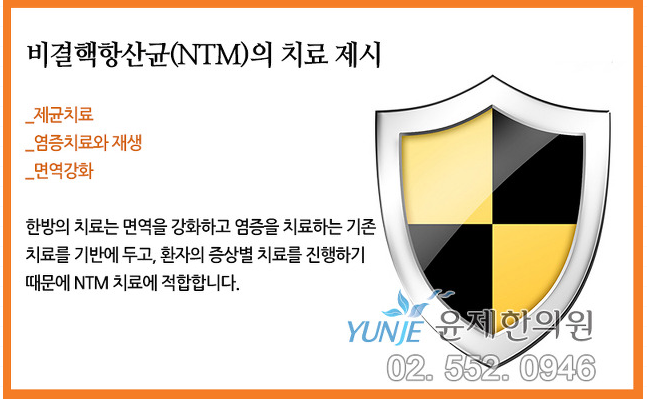 비결핵항산균(NTM)의 치료 제시
_제균치료
_염증치료와 재생
_면역강화
한방의 치료는 면역을 강화하고 염증을 치료하는 기존
치료를 기반에 두고, 환자의 증상별 치료를 진행하기
때문에 NTM 치료에 적합합니다.
YUNJE 윤제한의원
02. 552. 0946